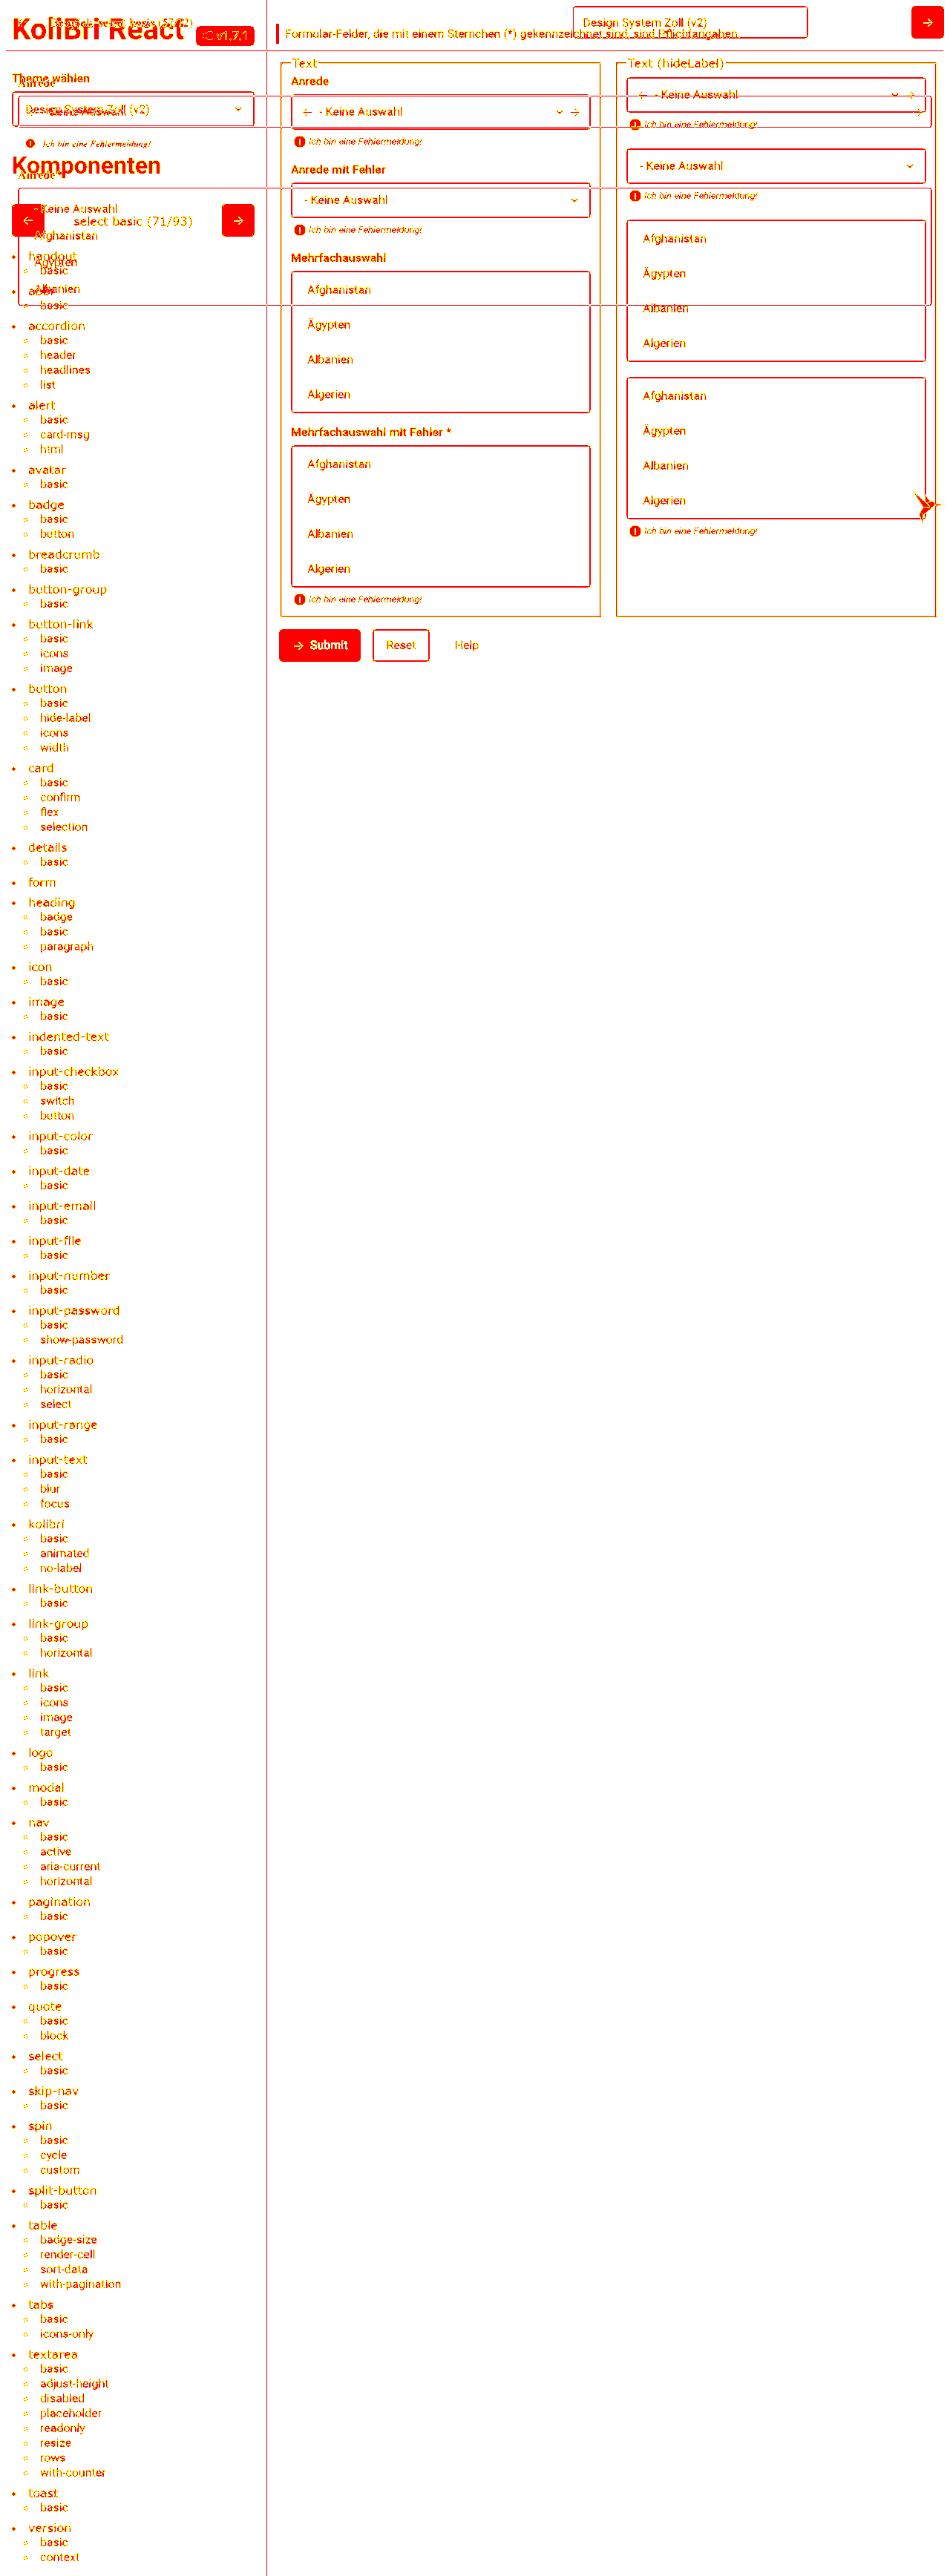 KoliBri React
v1.7.1
Formular-Felder, die mit einem Sternchen (*) gekennzeichnet sind, sind Pflichtangaben
Design System Zoll (v2)
Theme wählen
Anrede
Design System Zoll (v2)
Ich bin eine Fehlermeldung!
Komponenten
Anrede
- Keine Auswahl
select basic (71/93)
Afghanistan
Ägypten
Albanien
handout
basic
abbr
basic
accordion
basic
header
headlines
list
alert
basic
card-msg
html
avatar
basic
badge
basic
button
breadcrumb
basic
button-group
basic
button-link
basic
icons
image
button
basic
hide-label
icons
width
card
basic
confirm
flex
selection
details
basic
form
heading
badge
basic
paragraph
icon
basic
image
basic
indented-text
basic
input-checkbox
basic
switch
button
input-color
basic
input-date
basic
input-email
basic
input-file
basic
input-number
basic
input-password
basic
show-password
input-radio
basic
horizontal
select
input-range
basic
input-text
basic
blur
focus
kolibri
basic
animated
no-label
link-button
basic
link-group
basic
horizontal
link
basic
icons
image
target
logo
basic
modal
basic
nav
basic
active
aria-current
horizontal
pagination
basic
popover
basic
progress
basic
quote
basic
block
select
basic
skip-nav
basic
spin
basic
cycle
custom
split-button
basic
table
badge-size
render-cell
sort-data
with-pagination
tabs
basic
icons-only
textarea
basic
adjust-height
disabled
placeholder
readonly
resize
rows
with-counter
toast
basic
version
basic
context
Text
Anrede
- Keine Auswahl
Ich bin eine Fehlermeldung!
Anrede mit Fehler
- Keine Auswahl
Ich bin eine Fehlermeldung!
Mehrfachauswahl
Afghanistan
Ägypten
Albanien
Algerien
Mehrfachauswahl mit Fehler *
Afghanistan
Ägypten
Albanien
Algerien
Ich bin eine Fehlermeldung!
Text (hideLabel)
- Keine Auswahl
Ich bin eine Fehlermeldung!
- Keine Auswahl
Ich bin eine Fehlermeldung!
Afghanistan
Ägypten
Albanien
Algerien
Afghanistan
Ägypten
Albanien
Algerien
Ich bin eine Fehlermeldung!
Submit
Reset
Help